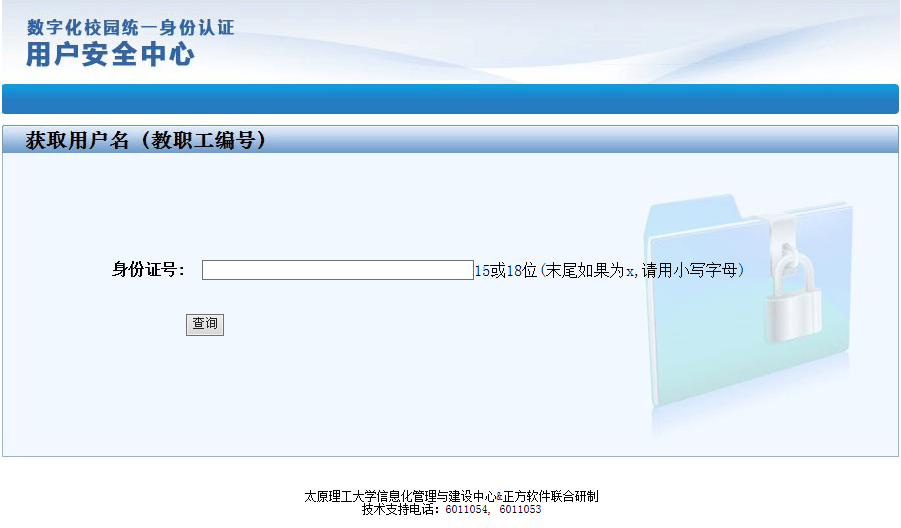 数字化校园统一身份认证
用户安全中心
获取用户名（教职工编号）
身份证号： 15或18位(末尾如果为x,请用小写字母)
查询
太原理工大学信息化管理与建设中心&正方软件联合研制
技术支持电话：6011054, 6011053